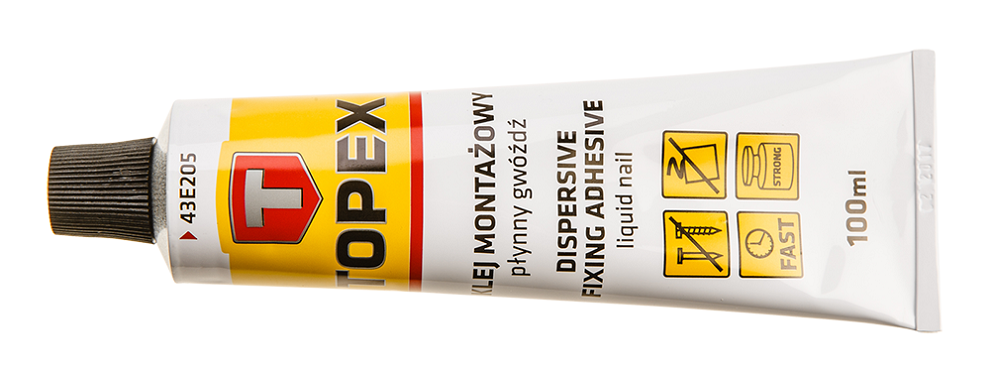 43E205
T
TOPEX
KLEJ MONTAŻOWY
płynny gwóźdź
DISPERSIVE
FIXING ADHESIVE
liquid nail
STRONG
FAST
100ml